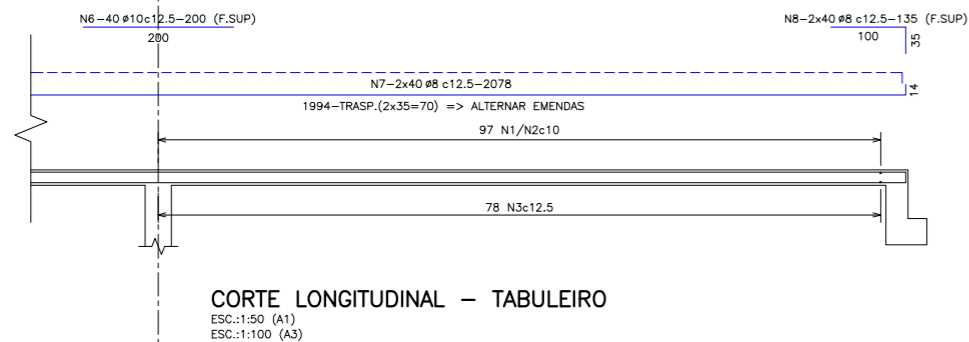 N6-40 ø10c12.5-200 (F.SUP)
200
N8-2x40 ø8 c12.5-135 (F.SUP)
100
35
N7-2x40 ø8 c12.5-2078
14
1994-TRASP.(2x35=70) => ALTERNAR EMENDAS
97 N1/N2c10
78 N3c12.5
CORTE LONGITUDINAL - TABULEIRO
ESC.:1:50 (A1)
ESC.:1:100 (A3)